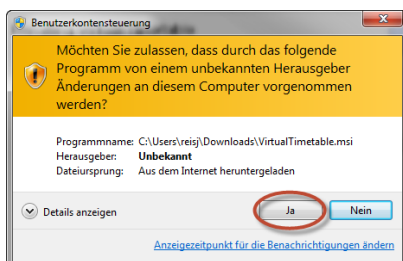 Benutzerkontensteuerung
Möchten Sie zulassen, dass durch das folgende
Programm von einem unbekannten Herausgeber
Änderungen an diesem Computer vorgenommen
werden?
Programmname: C:\Users\reisj\Downloads\VirtualTimetable.msi
Herausgeber: Unbekannt
Dateiursprung: Aus dem Internet heruntergeladen
Details anzeigen Ja Nein
Anzeigezeitpunkt für die Benachrichtigungen ändern